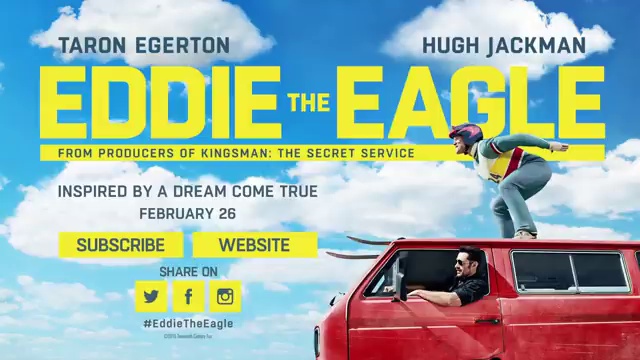 TARON EGERTON HUGH JACKMAN
EDDIE THE EAGLE
FROM PRODUCERS OF KINGSMAN: THE SECRET SERVICE
INSPIRED BY A DREAM COME TRUE
FEBRUARY 26
SUBSCRIBE WEBSITE
SHARE ON
#EddieTheEagle